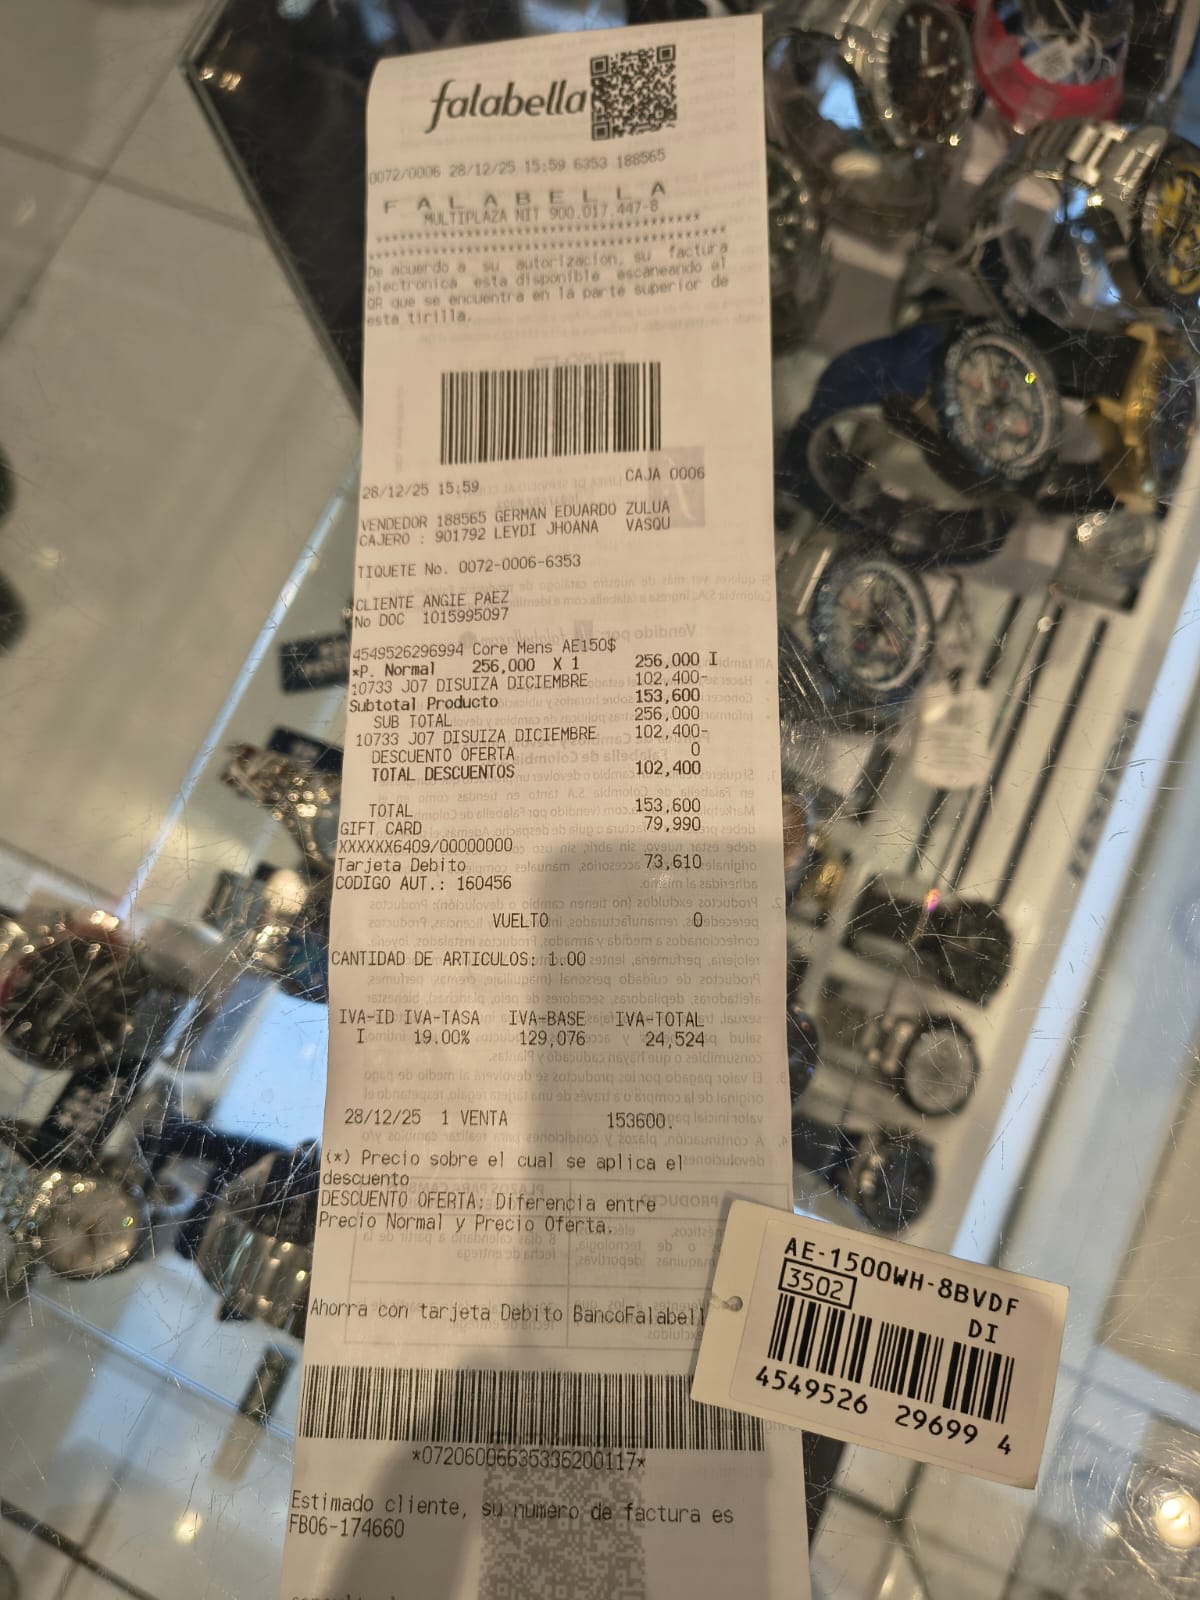 falabella
0072/0006 28/12/25 15:59 6353 188565
F A L A B E L L A
MULTIPLAZA NIT 900.017.447-8
De acuerdo a su autorizacion, su factura
electronica esta disponible escaneando el
QR que se encuentra en la parte superior de
esta tirilla.
28/12/25 15:59 CAJA 0006
VENDEDOR 188565 GERMAN EDUARDO ZULUA
CAJERO : 901792 LEYDI JHOANA VASQU
TIQUETE No. 0072-0006-6353
CLIENTE ANGIE PAEZ
No DOC 1015995097
4549526296994 Core Mens AE150$
*P. Normal 256,000 X 1 256,000 I
10733 J07 DISUIZA DICIEMBRE 102,400-
Subtotal Producto 153,600
SUB TOTAL 256,000
10733 J07 DISUIZA DICIEMBRE 102,400-
DESCUENTO OFERTA 0
TOTAL DESCUENTOS 102,400
TOTAL 153,600
GIFT CARD 79,990
XXXXXX6409/00000000
Tarjeta Debito 73,610
CODIGO AUT.: 160456
VUELTO 0
CANTIDAD DE ARTICULOS: 1.00
IVA-ID IVA-TASA IVA-BASE IVA-TOTAL
I 19.00% 129,076 24,524
28/12/25 1 VENTA 153600.
(*) Precio sobre el cual se aplica el
descuento
DESCUENTO OFERTA: Diferencia entre
Precio Normal y Precio Oferta.
Ahorra con tarjeta Debito BancoFalabell
*07206006635336200117*
Estimado cliente, su numero de factura es
FB06-174660
AE-1500WH-8BVDF
3502
DI
4549526 29699 4